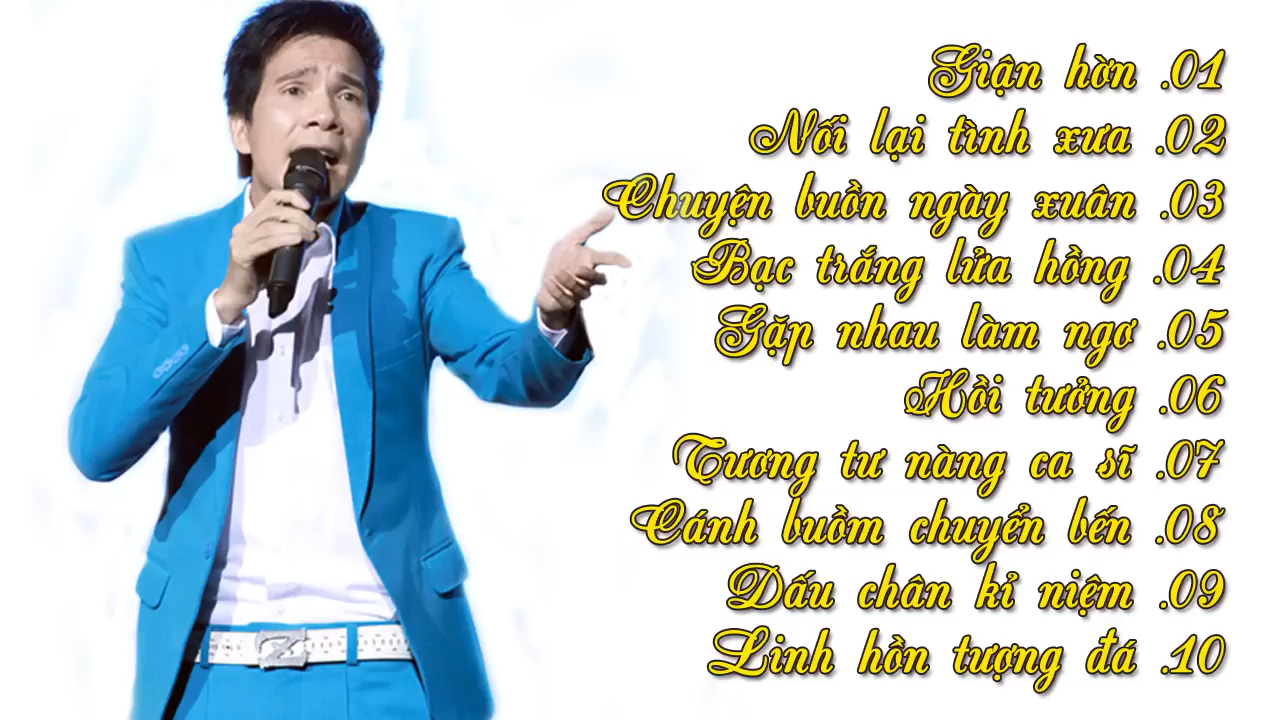 Giận hờn .01
Nối lại tình xưa .02
Chuyện buồn ngày xuân .03
Bạc trắng lửa hồng .04
Gặp nhau làm ngơ .05
Hồi tưởng .06
Tương tư nàng ca sĩ .07
Cánh buồm chuyển bến .08
Dấu chân kỉ niệm .09
Linh hồn tượng đá .10